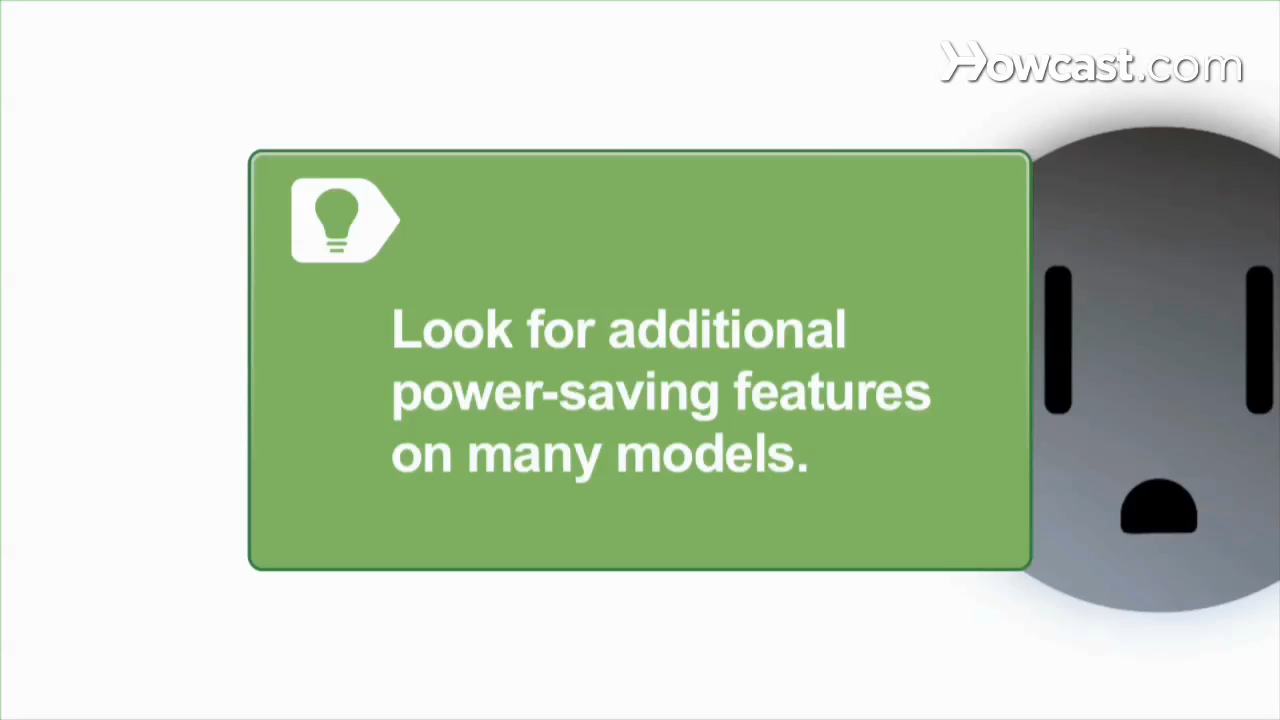 Howcast.com
Look for additional
power-saving features
on many models.